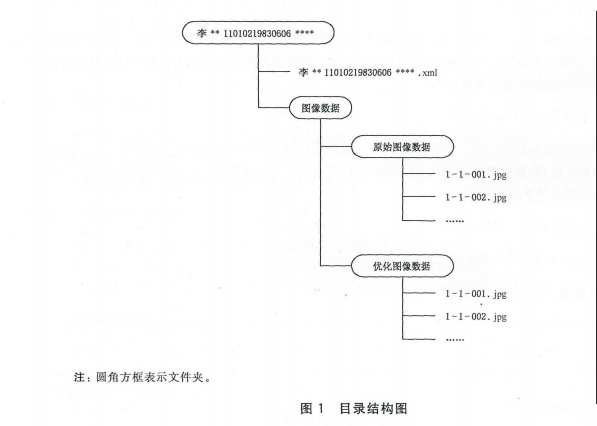 李 ** 11010219830606 ****
李 ** 11010219830606 **** .xml
图像数据
原始图像数据
1-1-001. jpg
1-1-002. jpg
……
优化图像数据
1-1-001. jpg
1-1-002. jpg
……
注：圆角方框表示文件夹。
图 1 目录结构图